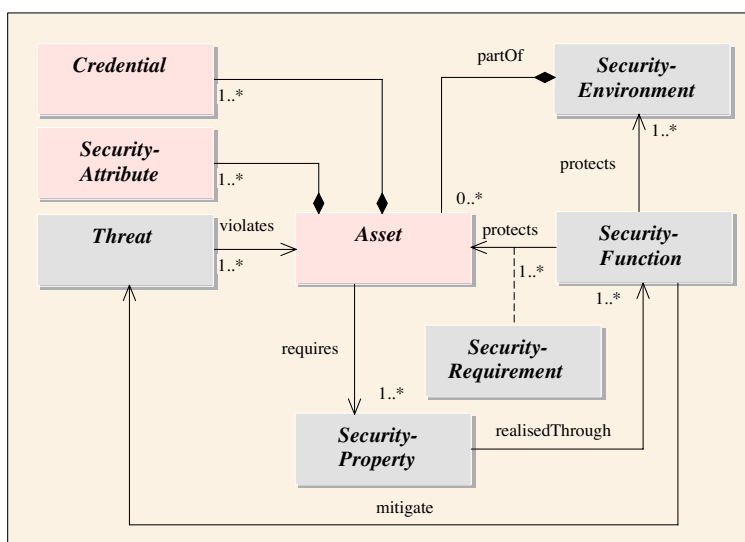 Credential
1..*
partOf
Security-
Environment
1..*
Security-
Attribute
1..*
protects
0..*
Threat
violates
1..*
Asset
protects
1..*
Security-
Function
1..*
requires
Security-
Requirement
1..*
Security-
Property
realisedThrough
mitigate